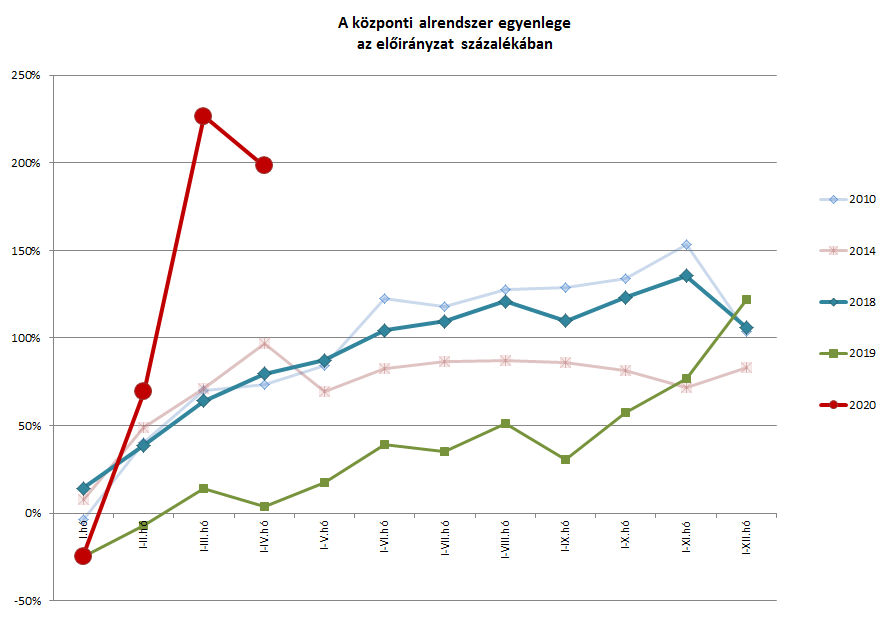 A központi alrendszer egyenlege
az előirányzat százalékában
250%
200%
150%
100%
50%
0%
-50%
I.hó
I-II.hó
I-III.hó
I-IV.hó
I-V.hó
I-VI.hó
I-VII.hó
I-VIII.hó
I-IX.hó
I-X.hó
I-XI.hó
I-XII.hó
2010
2014
2018
2019
2020